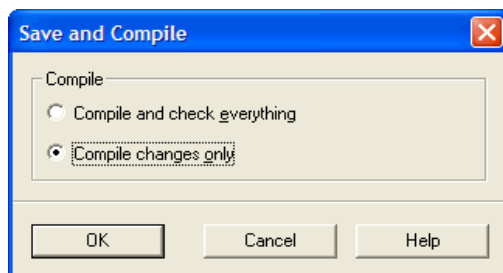 Save and Compile
Compile
Compile and check everything
Compile changes only
OK Cancel Help